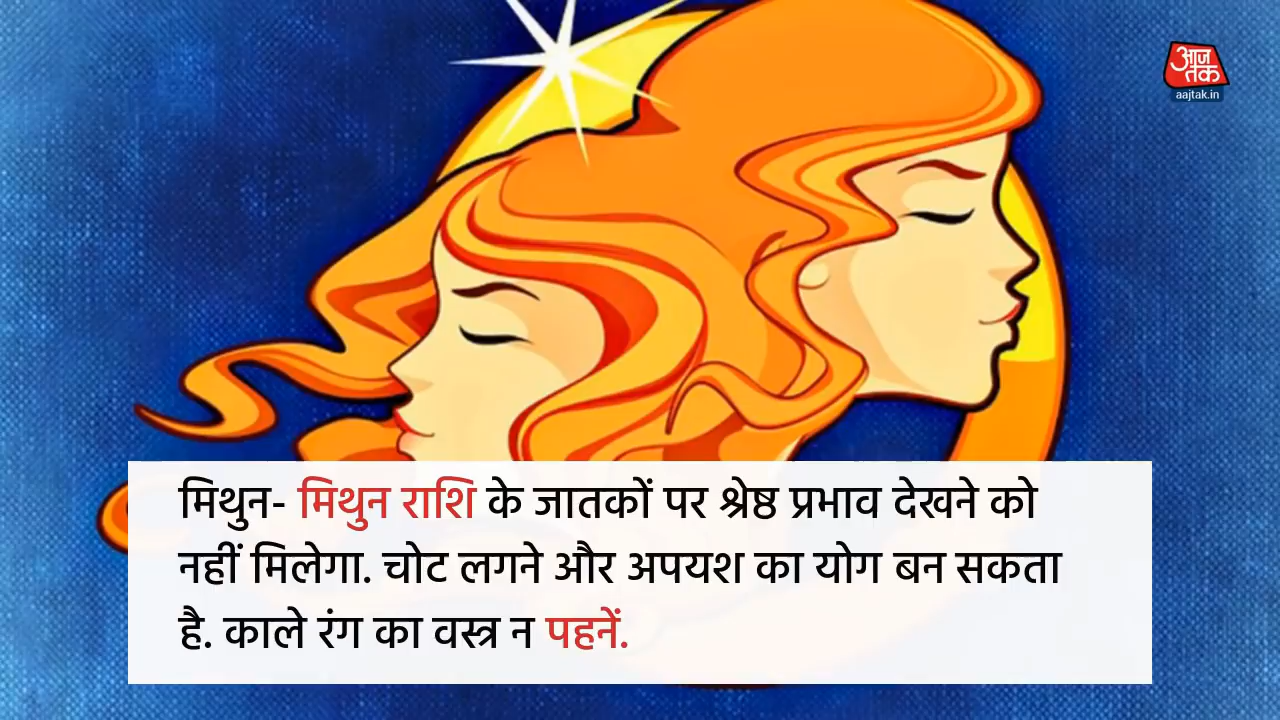 आज
तक
aajtak.in
मिथुन- मिथुन राशि के जातकों पर श्रेष्ठ प्रभाव देखने को
नहीं मिलेगा. चोट लगने और अपयश का योग बन सकता
है. काले रंग का वस्त्र न पहनें.